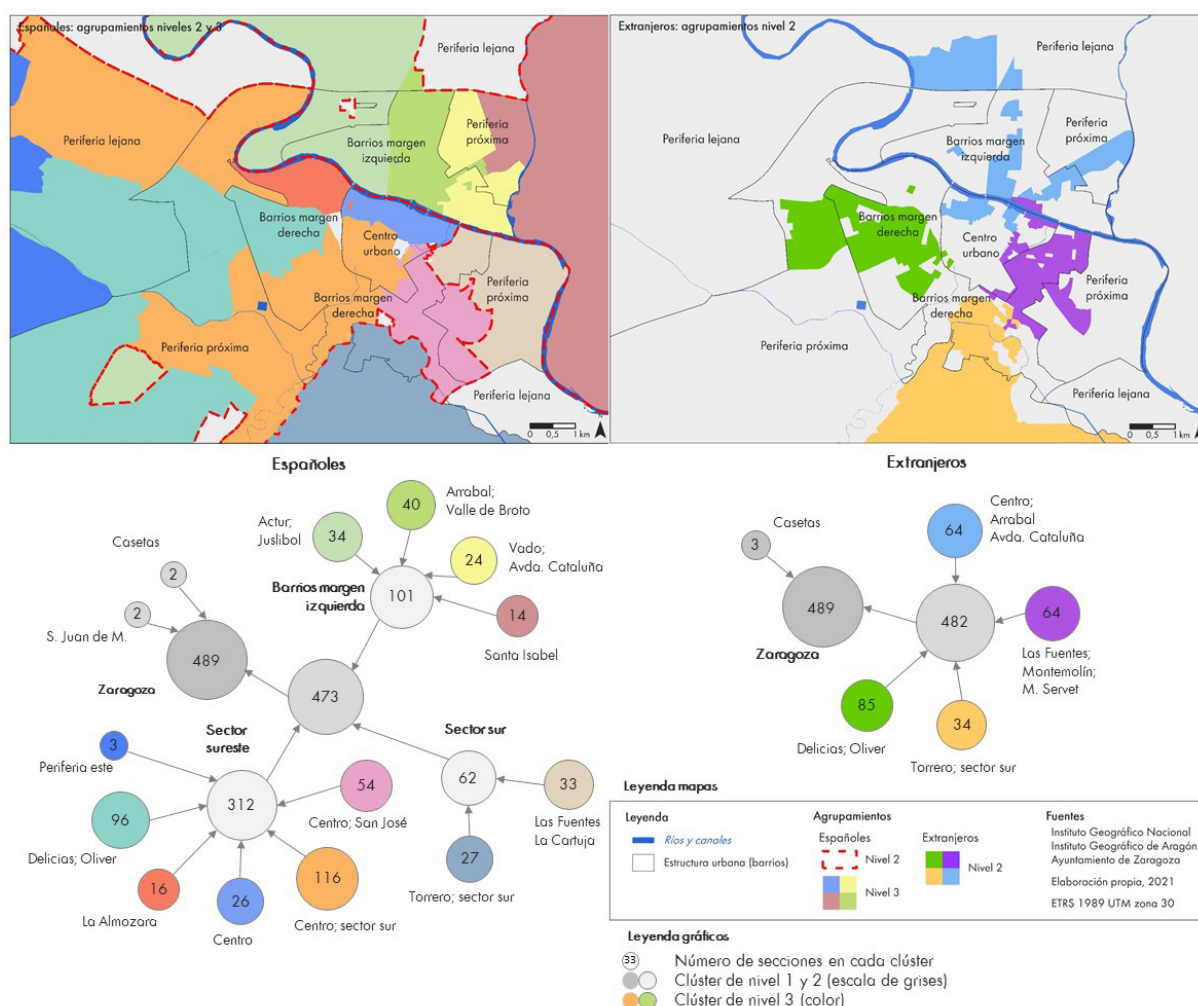 Españoles: agrupamientos niveles 2 y 3
Periferia lejana
Periferia lejana
Barrios margen
izquierda
Periferia
próxima
Barrios margen
derecha
Centro
urbano
Barrios margen
derecha
Periferia
próxima
Periferia próxima
Periferia lejana
0 0,5 1 km
Extranjeros: agrupamientos nivel 2
Periferia lejana
Periferia lejana
Barrios margen
izquierda
Periferia
próxima
Barrios margen
derecha
Centro
urbano
Barrios margen
derecha
Periferia
próxima
Periferia próxima
Periferia lejana
0 0,5 1 km
Españoles
Arrabal;
Valle de Broto
40
Actur;
Juslibol
34
Casetas
2
24
Vado;
Avda. Cataluña
Barrios margen
izquierda
101
2
S. Juan de M.
14
Santa Isabel
489
Zaragoza
473
Sector
sureste
Sector sur
3
Periferia este
62
33
Las Fuentes
La Cartuja
312
54
Centro; San José
96
Delicias; Oliver
27
Torrero; sector sur
16
La Almozara
26
Centro
116
Centro; sector sur
Extranjeros
Centro;
Arrabal
Avda. Cataluña
64
Casetas
3
489
Zaragoza
482
64
Las Fuentes;
Montemolín;
M. Servet
85
Delicias; Oliver
34
Torrero; sector sur
Leyenda mapas
Leyenda
Ríos y canales
Estructura urbana (barrios)
Agrupamientos
Españoles
Nivel 2
Nivel 3
Extranjeros
Nivel 2
Fuentes
Instituto Geográfico Nacional
Instituto Geográfico de Aragón
Ayuntamiento de Zaragoza
Elaboración propia, 2021
ETRS 1989 UTM zona 30
Leyenda gráficos
33 Número de secciones en cada clúster
Clúster de nivel 1 y 2 (escala de grises)
Clúster de nivel 3 (color)